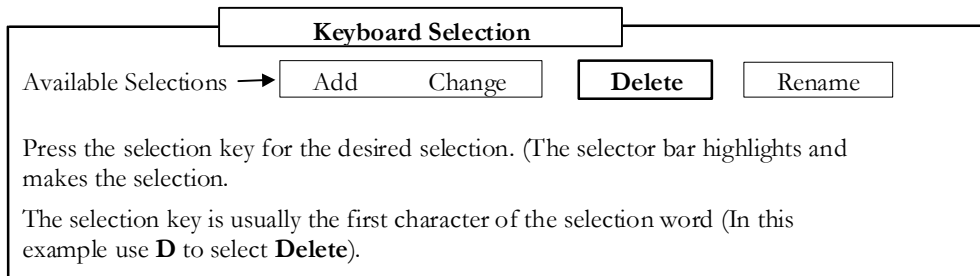 Keyboard Selection
Available Selections Add Change Delete Rename
Press the selection key for the desired selection. (The selector bar highlights and
makes the selection.
The selection key is usually the first character of the selection word (In this
example use D to select Delete).